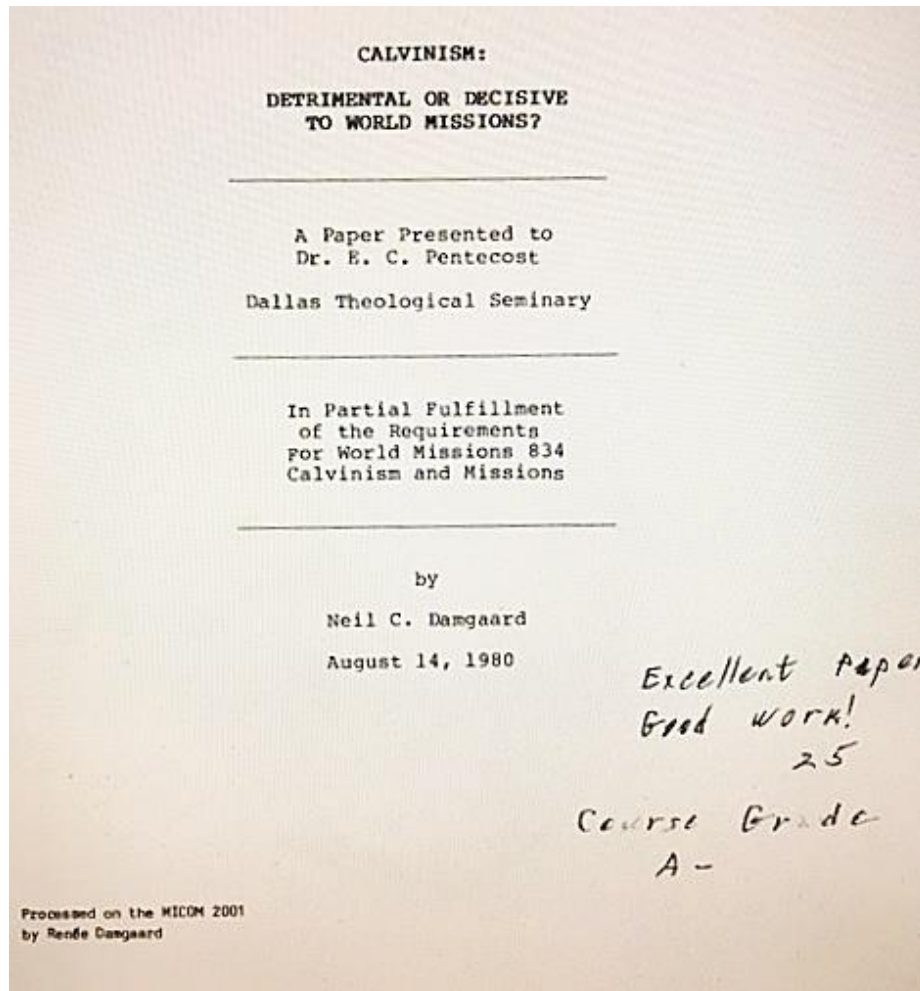 CALVINISM:
DETRIMENTAL OR DECISIVE
TO WORLD MISSIONS?
A Paper Presented to
Dr. E. C. Pentecost
Dallas Theological Seminary
In Partial Fulfillment
of the Requirements
For World Missions 834
Calvinism and Missions
by
Neil C. Damgaard
August 14, 1980
Excellent Paper
Good work!
25
Course Grade
A-
Processed on the MICOM 2001
by Renée Damgaard